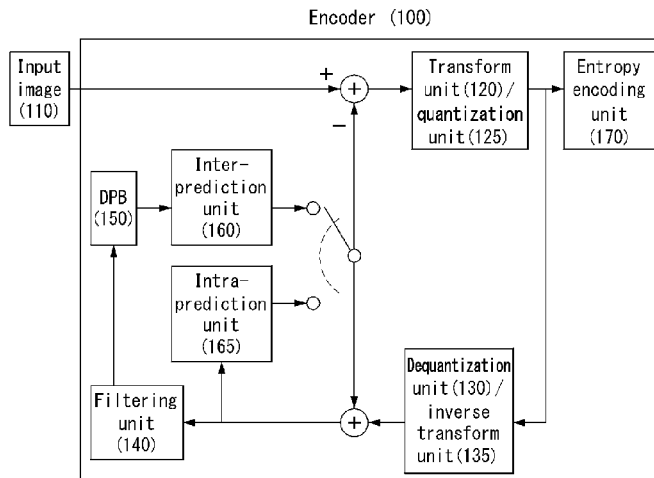 Encoder (100)
Input
image
(110)
+
+
−
Transform
unit(120)/
quantization
unit(125)
Entropy
encoding
unit
(170)
DPB
(150)
Inter-
prediction
unit
(160)
Intra-
prediction
unit
(165)
Filtering
unit
(140)
+
Dequantization
unit(130)/
inverse
transform
unit(135)